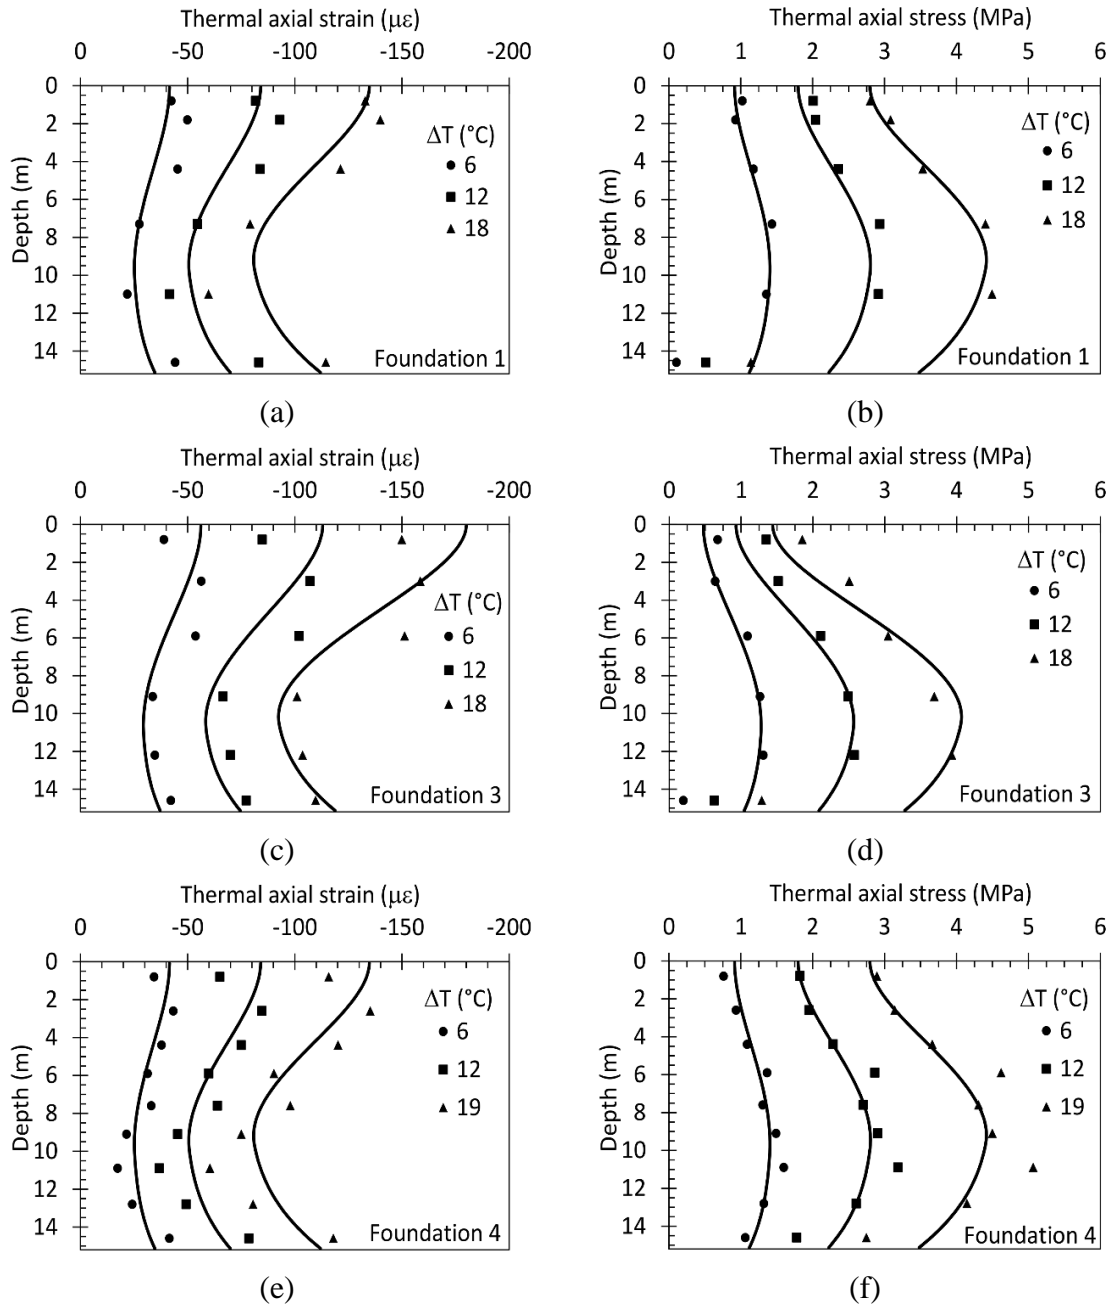 Thermal axial strain (με)
0 -50 -100 -150 -200
0
2
4
6
8
10
12
14
Depth (m)
ΔT (°C)
6
12
18
Foundation 1
(a)
Thermal axial stress (MPa)
0 1 2 3 4 5 6
0
2
4
6
8
10
12
14
Depth (m)
ΔT (°C)
6
12
18
Foundation 1
(b)
Thermal axial strain (με)
0 -50 -100 -150 -200
0
2
4
6
8
10
12
14
Depth (m)
ΔT (°C)
6
12
18
Foundation 3
(c)
Thermal axial stress (MPa)
0 1 2 3 4 5 6
0
2
4
6
8
10
12
14
Depth (m)
ΔT (°C)
6
12
18
Foundation 3
(d)
Thermal axial strain (με)
0 -50 -100 -150 -200
0
2
4
6
8
10
12
14
Depth (m)
ΔT (°C)
6
12
19
Foundation 4
(e)
Thermal axial stress (MPa)
0 1 2 3 4 5 6
0
2
4
6
8
10
12
14
Depth (m)
ΔT (°C)
6
12
19
Foundation 4
(f)